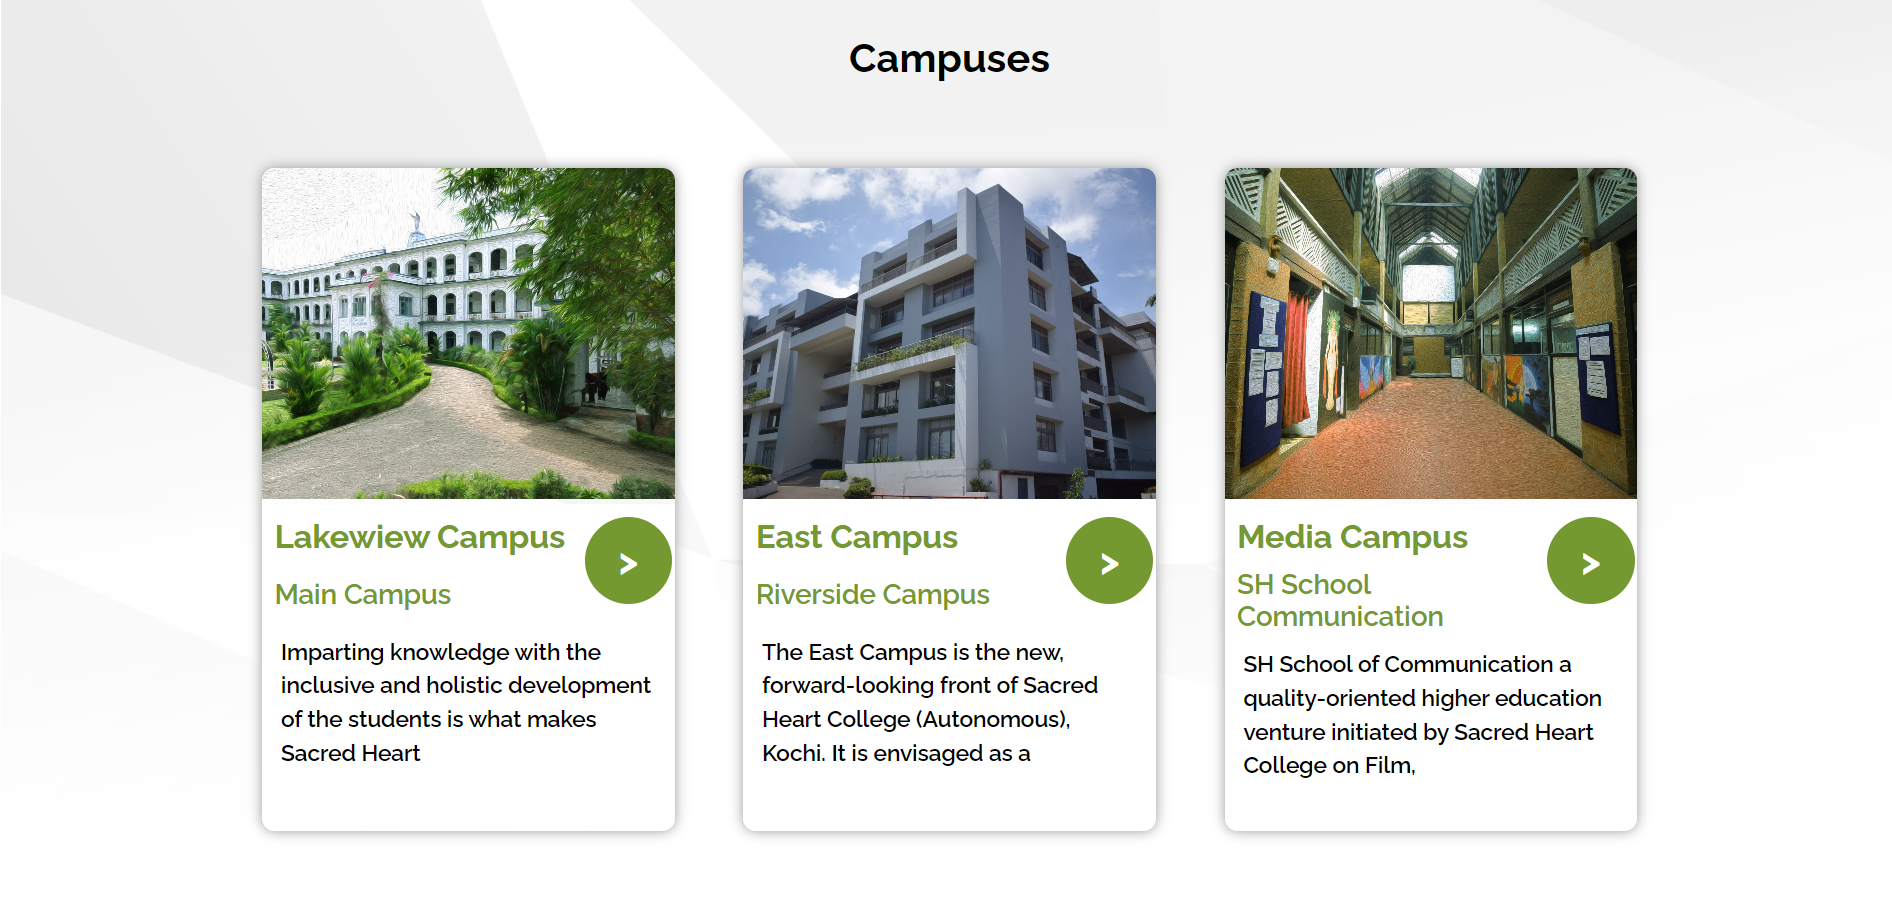 Campuses
Lakewiew Campus
>
Main Campus
Imparting knowledge with the
inclusive and holistic development
of the students is what makes
Sacred Heart
East Campus
>
Riverside Campus
The East Campus is the new,
forward-looking front of Sacred
Heart College (Autonomous),
Kochi. It is envisaged as a
Media Campus
>
SH School
Communication
SH School of Communication a
quality-oriented higher education
venture initiated by Sacred Heart
College on Film,